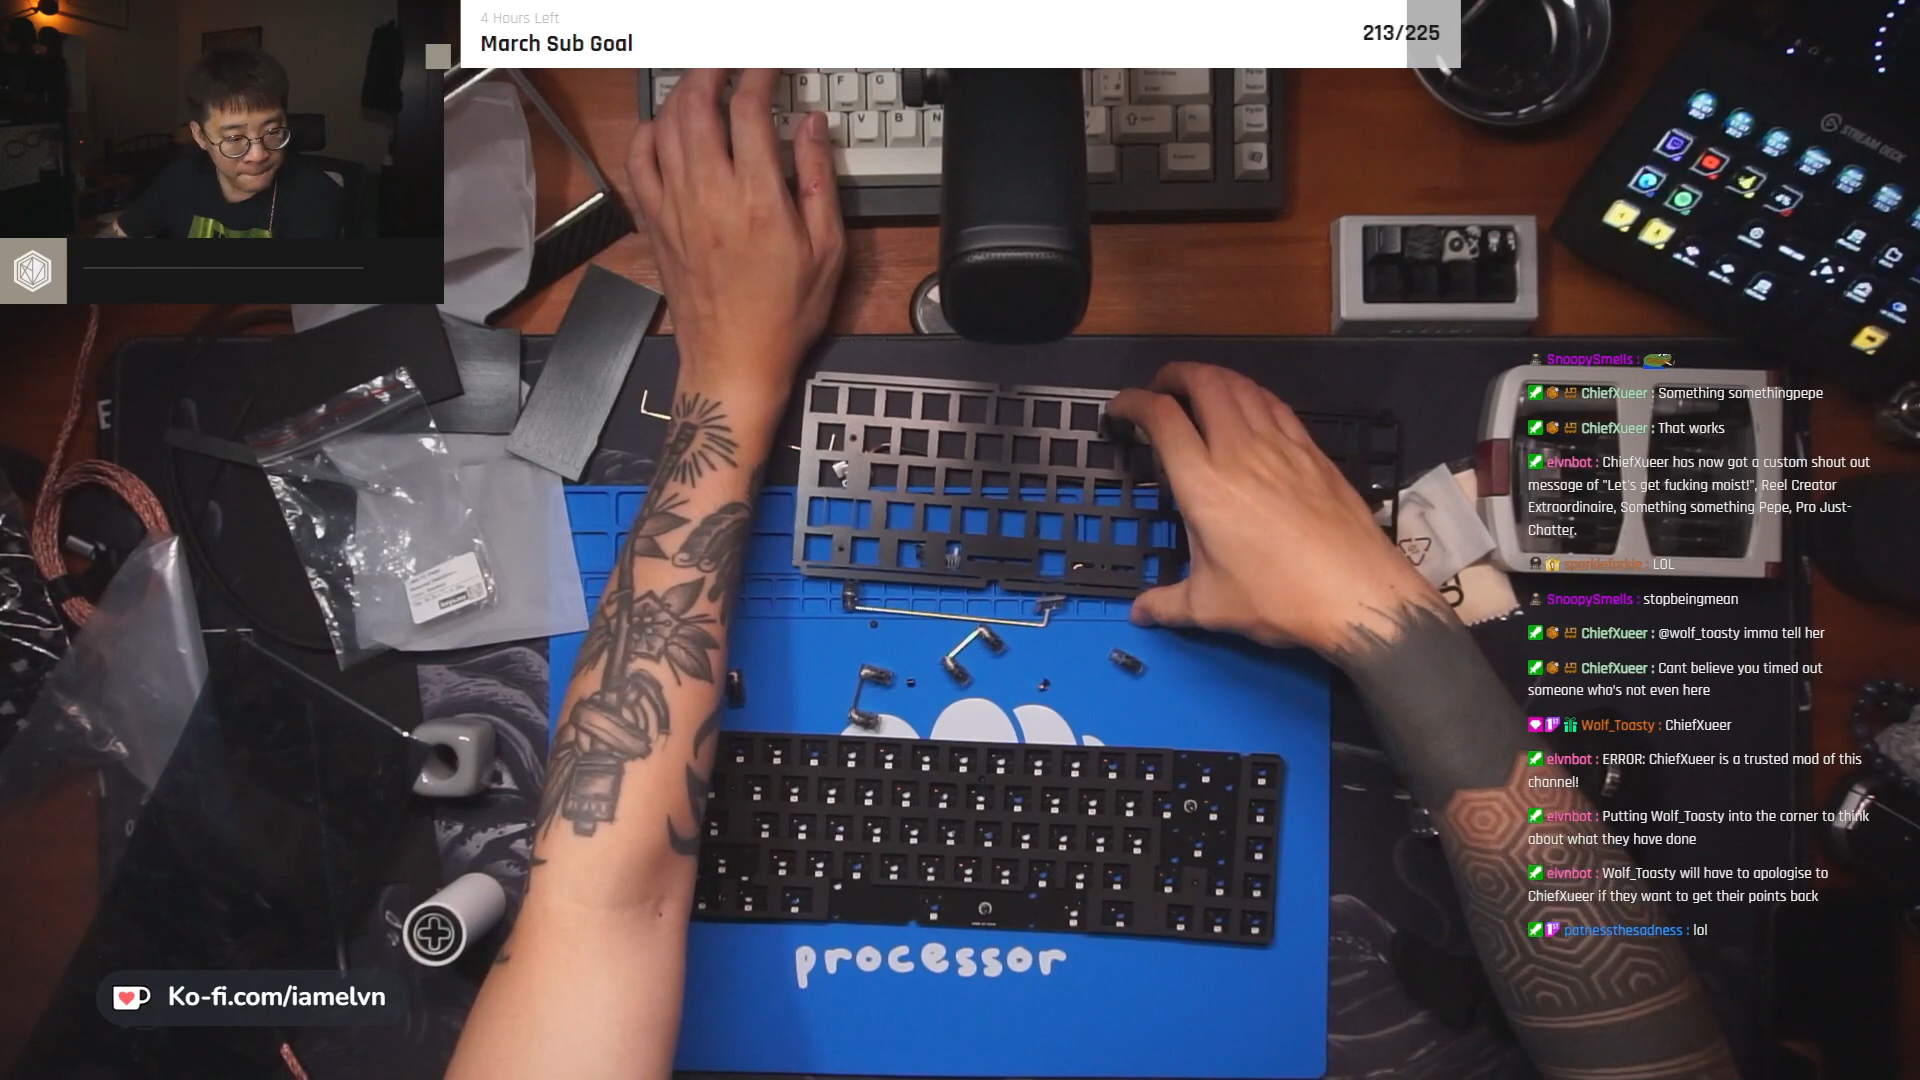 4 Hours Left
March Sub Goal
213/225
D F G
X V B N
STREAM DECK
SnoopySmells :
ChiefXueer : Something somethingpepe
ChiefXueer : That works
elvnbot : ChiefXueer has now got a custom shout out
message of "Let's get fucking moist!", Reel Creator
Extraordinaire, Something something Pepe, Pro Just-
Chatter.
LOL
SnoopySmells : stopbeingmean
ChiefXueer : @wolf_toasty imma tell her
ChiefXueer : Cant believe you timed out
someone who's not even here
Wolf_Toasty : ChiefXueer
elvnbot : ERROR: ChiefXueer is a trusted mod of this
channel!
elvnbot : Putting Wolf_Toasty into the corner to think
about what they have done
elvnbot : Wolf_Toasty will have to apologise to
ChiefXueer if they want to get their points back
patnessthesadness : lol
processor
Ko-fi.com/iamelvn